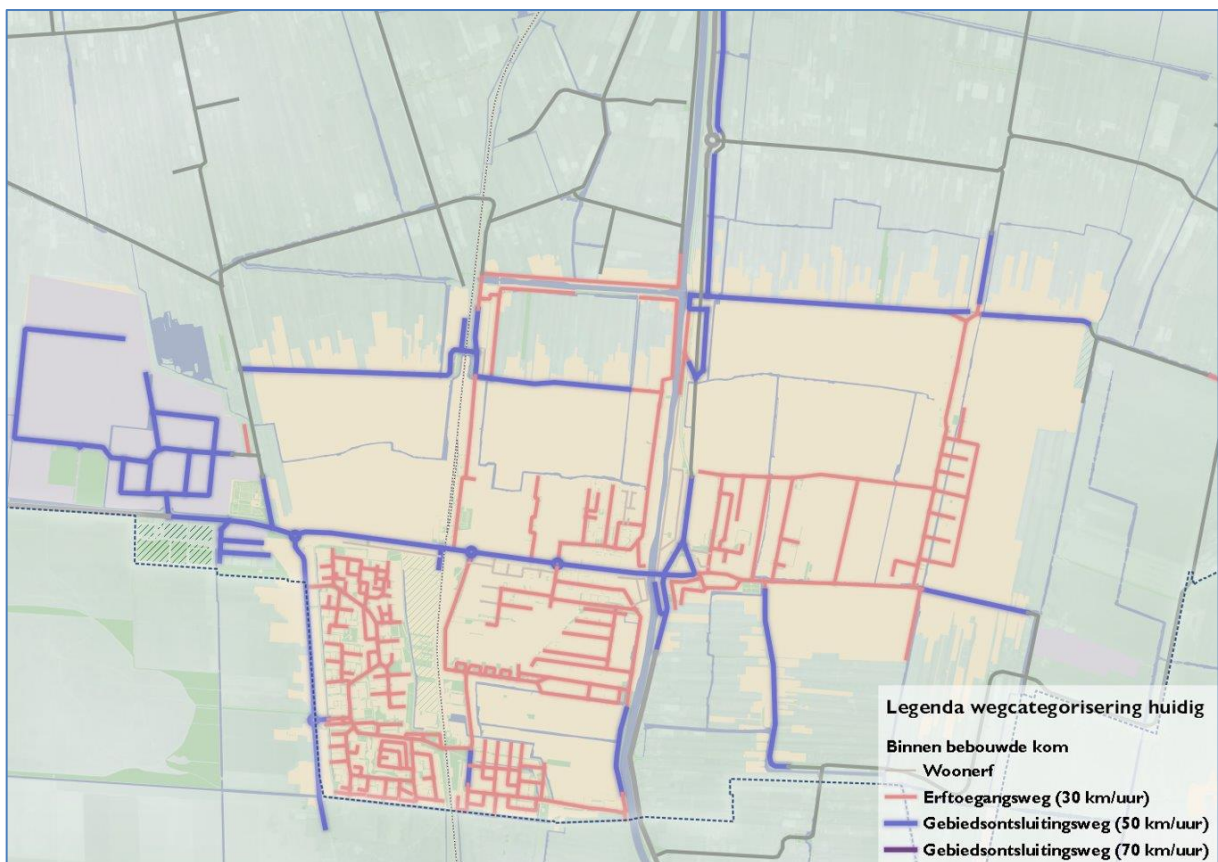 Legenda wegcategorisering huidig
Binnen bebouwde kom
Woonerf
Erftoegangsweg (30 km/uur)
Gebiedsontsluitingsweg (50 km/uur)
Gebiedsontsluitingsweg (70 km/uur)